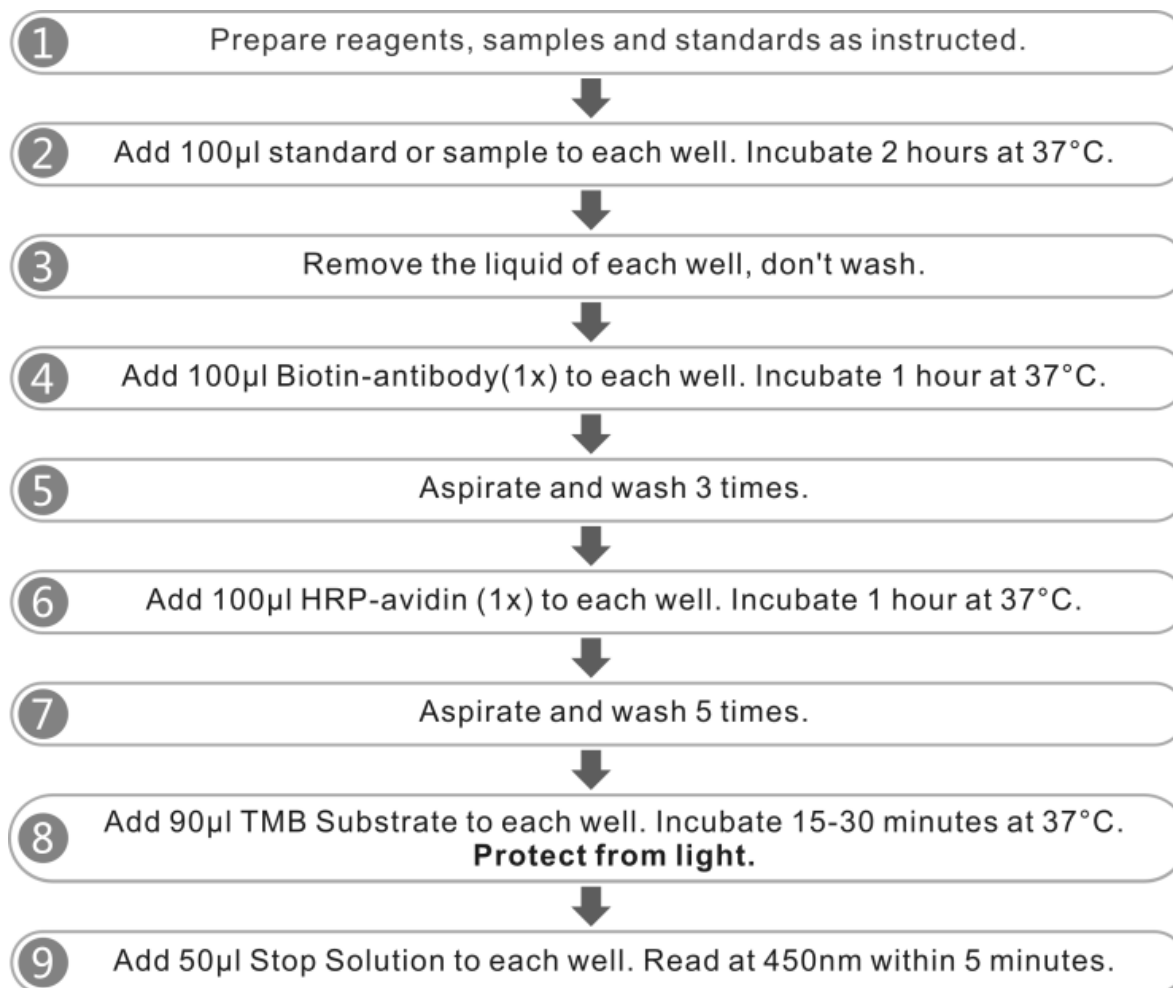 1 Prepare reagents, samples and standards as instructed.
2 Add 100µl standard or sample to each well. Incubate 2 hours at 37°C.
3 Remove the liquid of each well, don't wash.
4 Add 100µl Biotin-antibody(1x) to each well. Incubate 1 hour at 37°C.
5 Aspirate and wash 3 times.
6 Add 100µl HRP-avidin (1x) to each well. Incubate 1 hour at 37°C.
7 Aspirate and wash 5 times.
8 Add 90µl TMB Substrate to each well. Incubate 15-30 minutes at 37°C.
Protect from light.
9 Add 50µl Stop Solution to each well. Read at 450nm within 5 minutes.